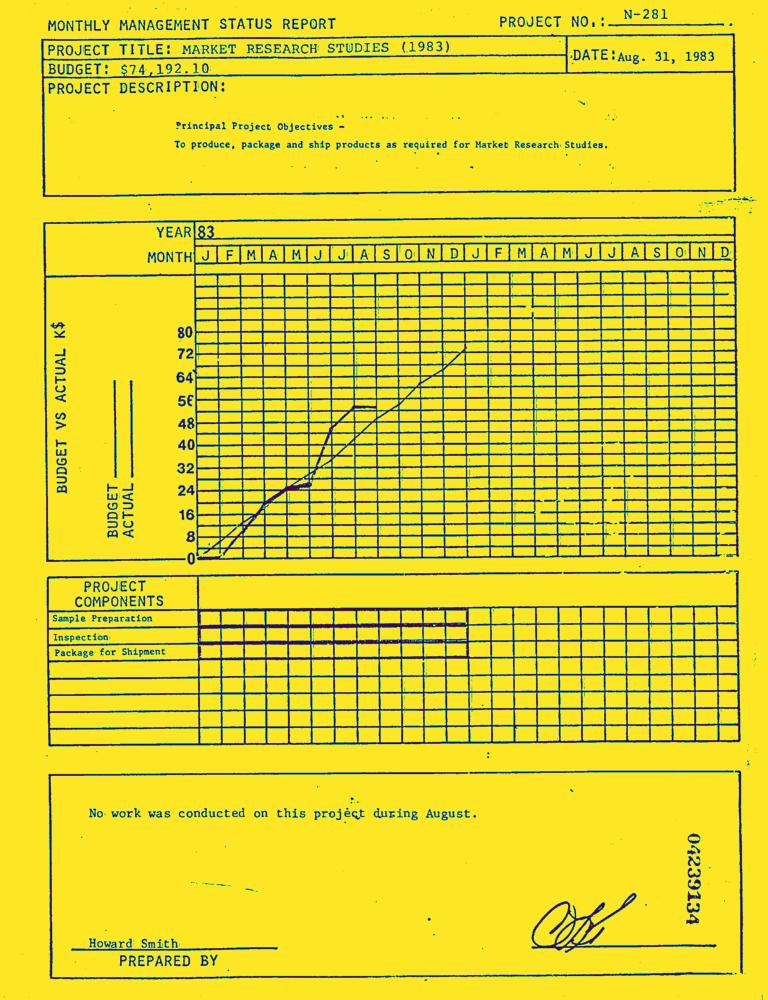 MONTHLY MANAGEMENT STATUS REPORT PROJECT NO.: N-281
PROJECT TITLE: MARKET RESEARCH STUDIES (1983)
DATE: Aug. 31, 1983
BUDGET: $74,192.10
PROJECT DESCRIPTION:
Principal Project Objectives -
To produce, package and ship products as required for Market Research Studies.
YEAR 83
MONTH J F M A M J J A S O N D J F M A M J J A S O N D
BUDGET VS ACTUAL K$
BUDGET
ACTUAL
80
72
64
56
48
40
32
24
16
8
0
PROJECT
COMPONENTS
Sample Preparation
Inspection
Package for Shipment
No work was conducted on this project during August.
04239134
Howard Smith
PREPARED BY